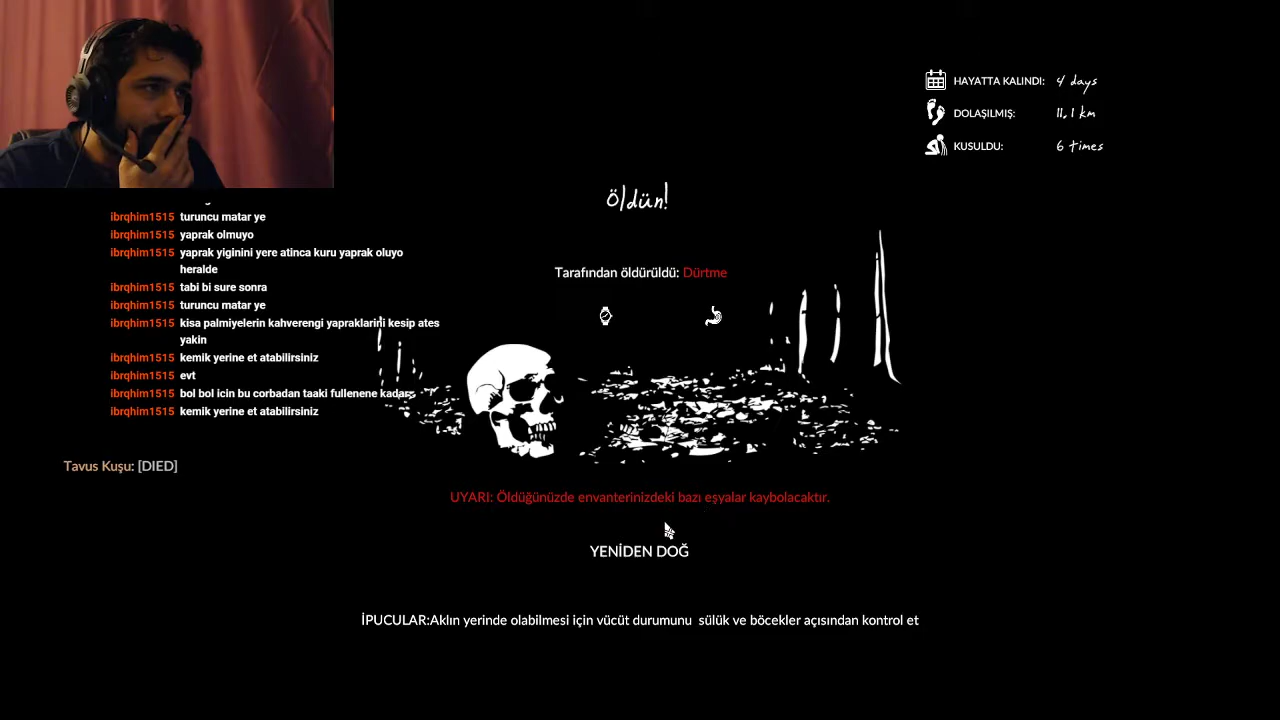 HAYATTA KALINDI: 4 days
DOLAŞILMIŞ: 11,1 km
KUSULDU: 6 times
Öldün!
ibrqhim1515 turuncu matar ye
ibrqhim1515 yaprak olmuyo
ibrqhim1515 yaprak yiginini yere atinca kuru yaprak oluyo
heralde
ibrqhim1515 tabi bi sure sonra
ibrqhim1515 turuncu matar ye
ibrqhim1515 kisa palmiyelerin kahverengi yapraklarini kesip ates
yakin
ibrqhim1515 kemik yerine et atabilirsiniz
ibrqhim1515 evt
ibrqhim1515 bol bol icin bu corbadan taaki fullenene kadars
ibrqhim1515 kemik yerine et atabilirsiniz
Tarafından öldürüldü: Dürtme
Tavus Kuşu: [DIED]
UYARI: Öldüğünüzde envanterinizdeki bazı eşyalar kaybolacaktır.
YENİDEN DOĞ
İPUCULAR:Aklın yerinde olabilmesi için vücüt durumunu sülük ve böcekler açısından kontrol et